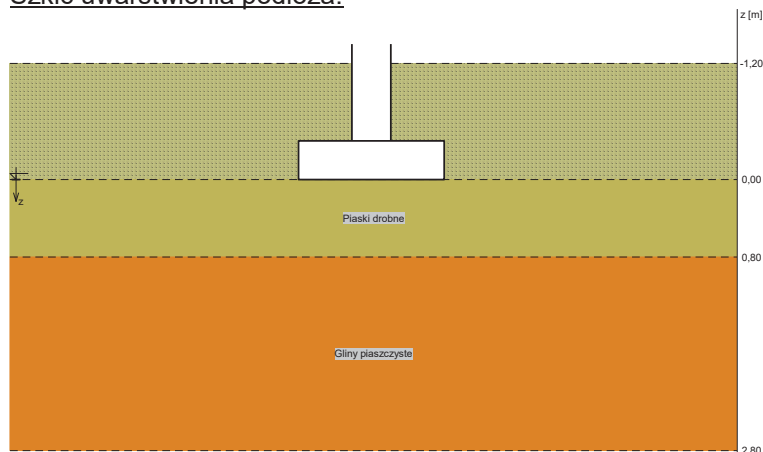 Szkic uwarstwienia podłoża:
z [m]
-1,20
z
0,00
Piaski drobne
0,80
Gliny piaszczyste
2,80